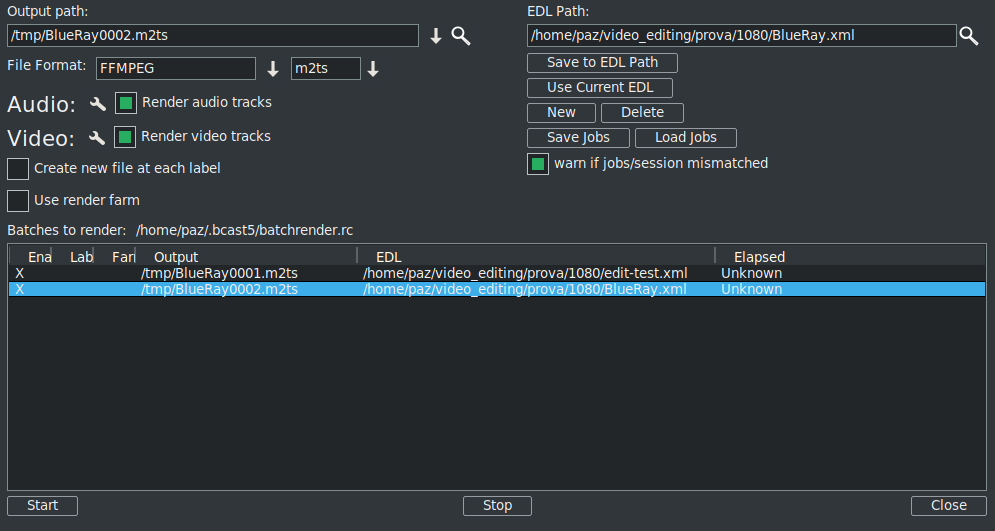 Output path:
/tmp/BlueRay0002.m2ts
File Format: FFMPEG m2ts
Audio: Render audio tracks
Video: Render video tracks
Create new file at each label
Use render farm
EDL Path:
/home/paz/video_editing/prova/1080/BlueRay.xml
Save to EDL Path
Use Current EDL
New Delete
Save Jobs Load Jobs
warn if jobs/session mismatched
Batches to render: /home/paz/.bcast5/batchrender.rc
Ena Lab Far Output EDL Elapsed
X /tmp/BlueRay0001.m2ts /home/paz/video_editing/prova/1080/edit-test.xml Unknown
X /tmp/BlueRay0002.m2ts /home/paz/video_editing/prova/1080/BlueRay.xml Unknown
Start Stop Close